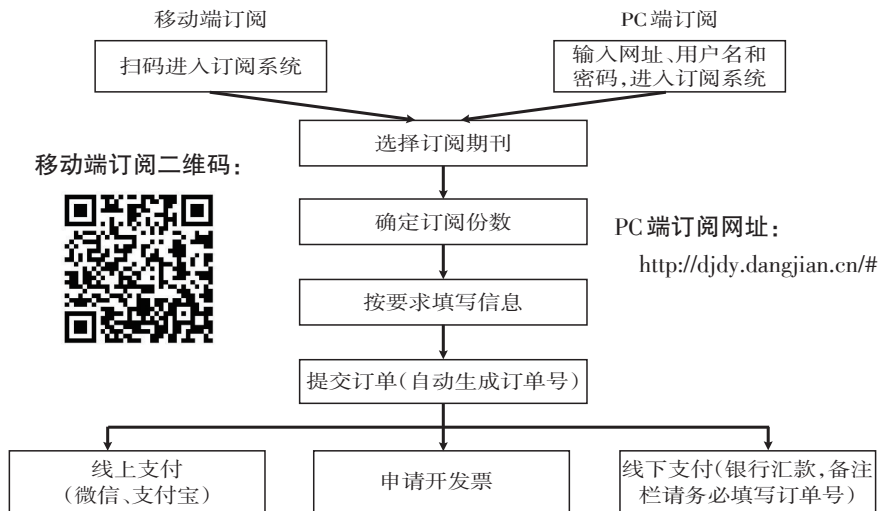 移动端订阅
PC端订阅
扫码进入订阅系统
输入网址、用户名和
密码,进入订阅系统
选择订阅期刊
移动端订阅二维码:
确定订阅份数
PC端订阅网址:
http://djdy.dangjian.cn/#
按要求填写信息
提交订单(自动生成订单号)
线上支付
(微信、支付宝)
申请开发票
线下支付(银行汇款,备注
栏请务必填写订单号)